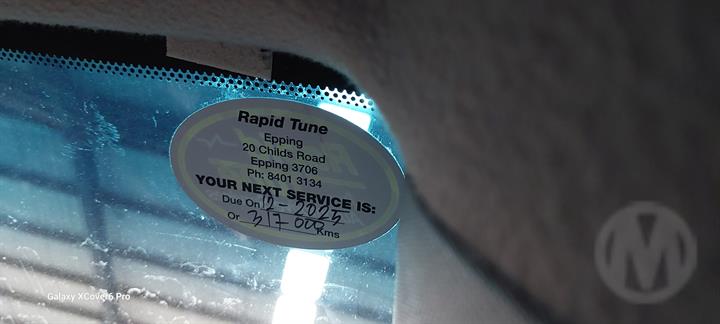 Rapid Tune
Epping
20 Childs Road
Epping 3706
Ph: 8401 3134
YOUR NEXT SERVICE IS:
Due On 12-2025
Or 317 000 Kms
Galaxy XCover6 Pro
M